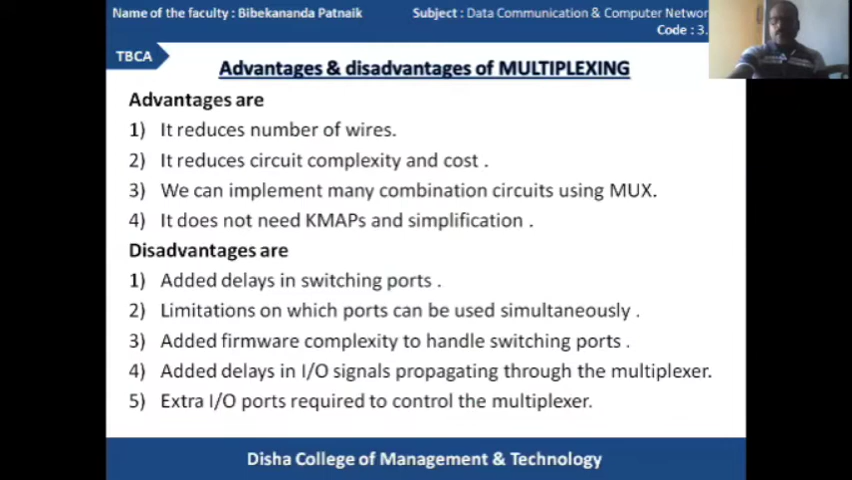 Name of the faculty : Bibekananda Patnaik
Subject : Data Communication & Computer
Code : 3.
TBCA
Advantages & disadvantages of MULTIPLEXING
Advantages are
1) It reduces number of wires.
2) It reduces circuit complexity and cost .
3) We can implement many combination circuits using MUX.
4) It does not need KMAPs and simplification .
Disadvantages are
1) Added delays in switching ports .
2) Limitations on which ports can be used simultaneously .
3) Added firmware complexity to handle switching ports .
4) Added delays in I/O signals propagating through the multiplexer.
5) Extra I/O ports required to control the multiplexer.
Disha College of Management & Technology